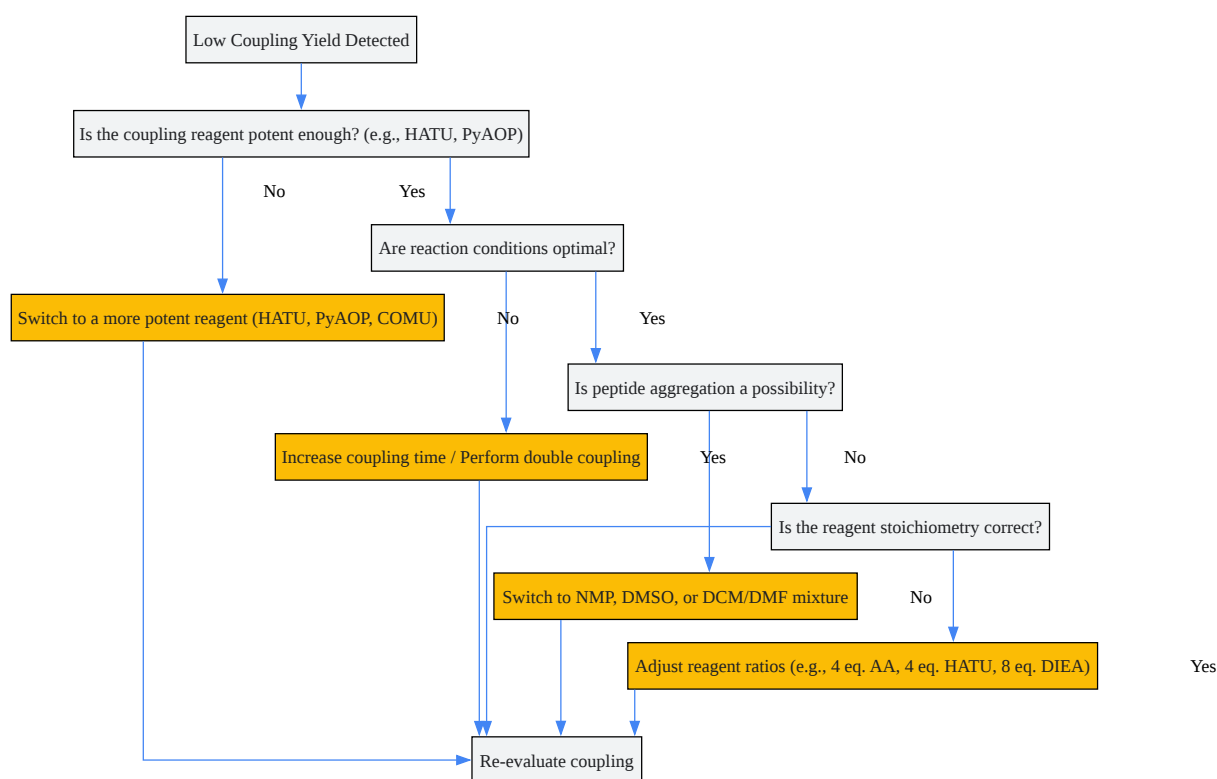 Low Coupling Yield Detected
Is the coupling reagent potent enough? (e.g., HATU, PyAOP)
No
Yes
Are reaction conditions optimal?
Switch to a more potent reagent (HATU, PyAOP, COMU)
No
Yes
Is peptide aggregation a possibility?
Increase coupling time / Perform double coupling
Yes
No
Is the reagent stoichiometry correct?
Switch to NMP, DMSO, or DCM/DMF mixture
No
Adjust reagent ratios (e.g., 4 eq. AA, 4 eq. HATU, 8 eq. DIEA)
Yes
Re-evaluate coupling